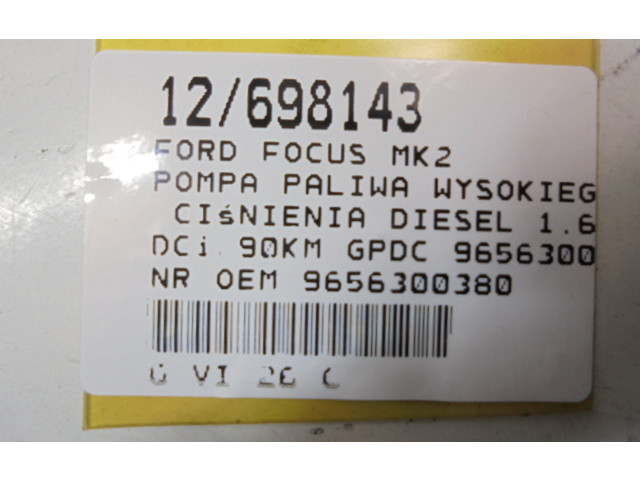 12/698143
FORD FOCUS MK2
POMPA PALIWA WYSOKIEG
CIśNIENIA DIESEL 1.6
DCi 90KM GPDC 9656300
NR OEM 9656300380
VI